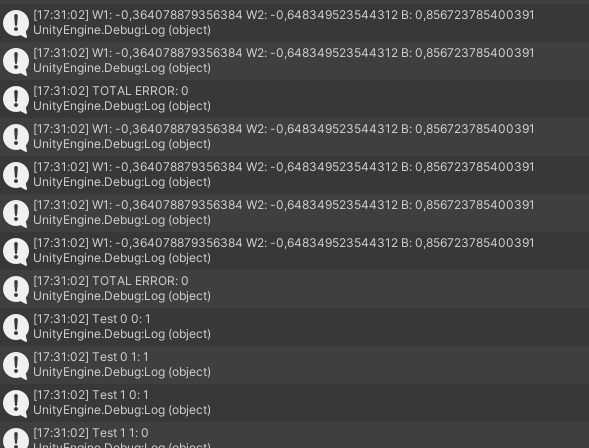 [17:31:02] W1: -0,364078879356384 W2: -0,648349523544312 B: 0,856723785400391
UnityEngine.Debug:Log (object)
[17:31:02] W1: -0,364078879356384 W2: -0,648349523544312 B: 0,856723785400391
UnityEngine.Debug:Log (object)
[17:31:02] TOTAL ERROR: 0
UnityEngine.Debug:Log (object)
[17:31:02] W1: -0,364078879356384 W2: -0,648349523544312 B: 0,856723785400391
UnityEngine.Debug:Log (object)
[17:31:02] W1: -0,364078879356384 W2: -0,648349523544312 B: 0,856723785400391
UnityEngine.Debug:Log (object)
[17:31:02] W1: -0,364078879356384 W2: -0,648349523544312 B: 0,856723785400391
UnityEngine.Debug:Log (object)
[17:31:02] W1: -0,364078879356384 W2: -0,648349523544312 B: 0,856723785400391
UnityEngine.Debug:Log (object)
[17:31:02] TOTAL ERROR: 0
UnityEngine.Debug:Log (object)
[17:31:02] Test 0 0: 1
UnityEngine.Debug:Log (object)
[17:31:02] Test 0 1: 1
UnityEngine.Debug:Log (object)
[17:31:02] Test 1 0: 1
UnityEngine.Debug:Log (object)
[17:31:02] Test 1 1: 0
UnityEngine.Debug:Log (object)